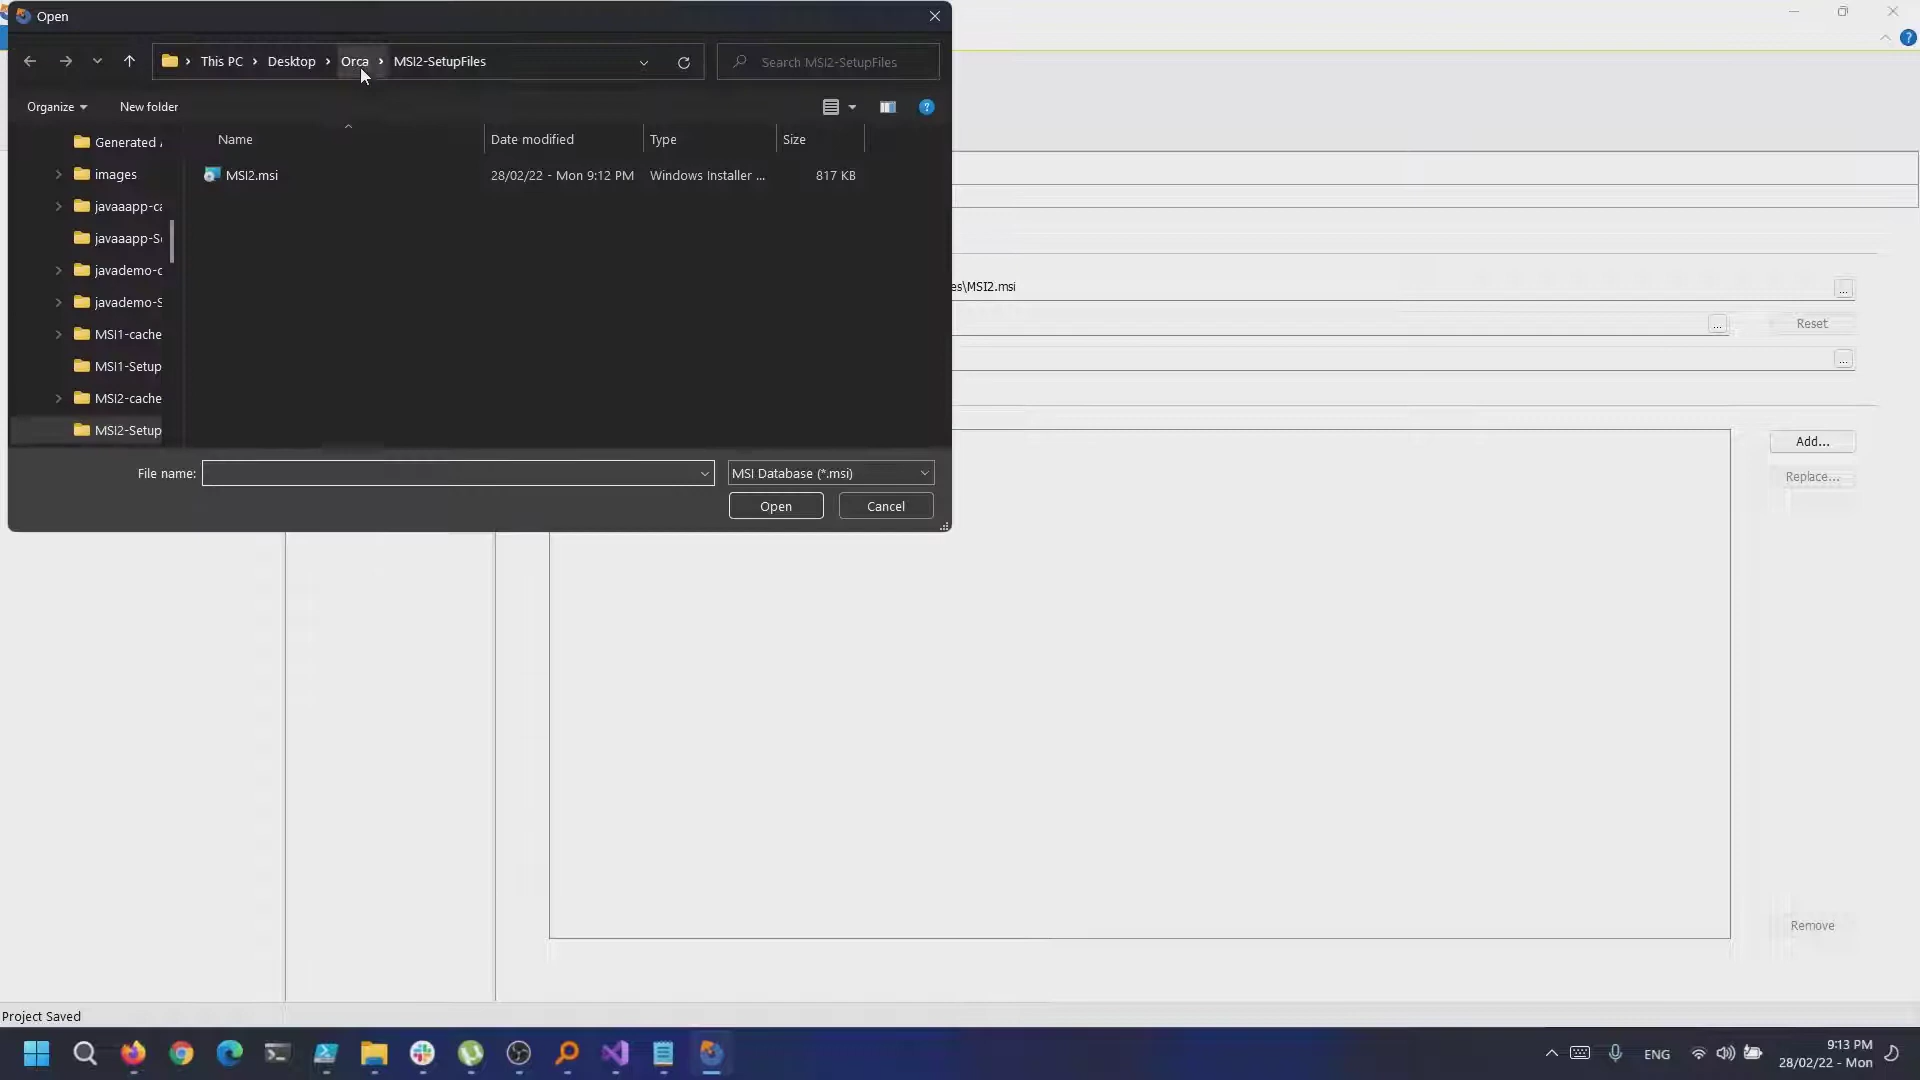 Open
This PC > Desktop > Orca > MSI2-SetupFiles
Search MSI2-SetupFiles
Organize
New folder
Name
Date modified
Type
Size
MSI2.msi
28/02/22 - Mon 9:12 PM
Windows Installer ...
817 KB
Generated
images
javaaapp-ca
javaaapp-Se
javademo-c
javademo-S
MSI1-cache
MSI1-Setup
MSI2-cache
MSI2-Setup
File name:
MSI Database (*.msi)
Open
Cancel
es\MSI2.msi
...
...
Reset
...
Add...
Replace...
Remove
Project Saved
ENG
9:13 PM
28/02/22 - Mon